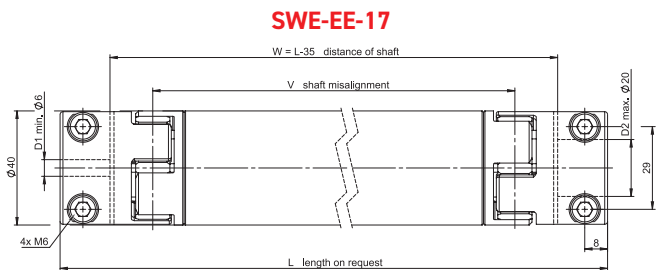 SWE-EE-17
W = L-35 distance of shaft
V shaft misalignment
D1 min. Ø6
D2 max. Ø20
Ø40
29
4x M6
8
L length on request